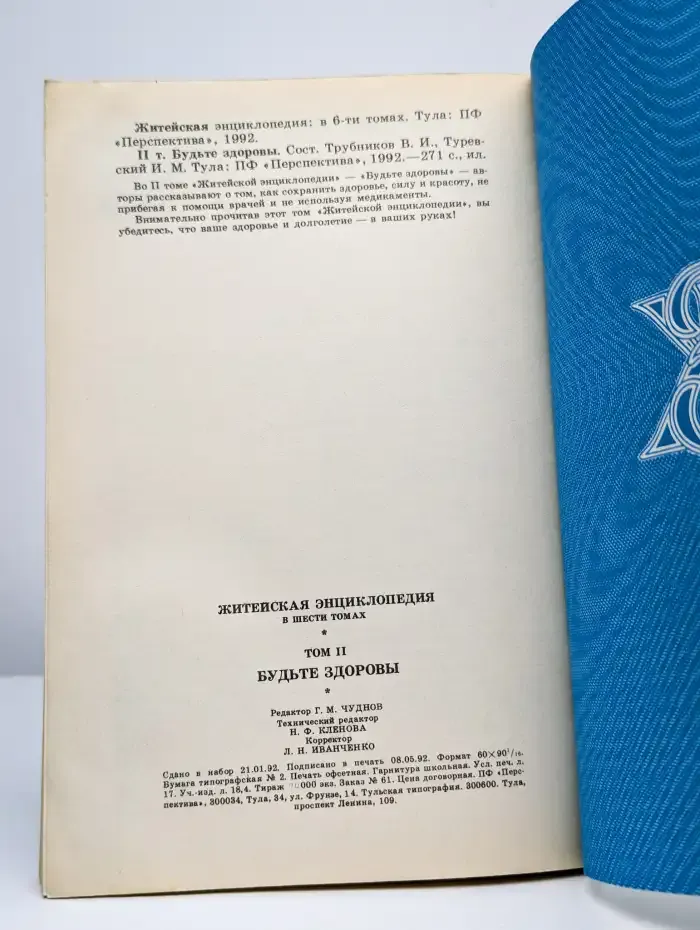 Житейская энциклопедия: в 6-ти томах. Тула: ПФ
«Перспектива», 1992.
II т. Будьте здоровы. Сост. Трубников В. И., Турев-
ский И. М. Тула: ПФ «Перспектива», 1992.—271 с., ил.
Во II томе «Житейской энциклопедии» — «Будьте здоровы» — ав-
торы рассказывают о том, как сохранить здоровье, силу и красоту, не
прибегая к помощи врачей и не используя медикаменты.
Внимательно прочитав этот том «Житейской энциклопедии», вы
убедитесь, что ваше здоровье и долголетие — в ваших руках!
ЖИТЕЙСКАЯ ЭНЦИКЛОПЕДИЯ
В ШЕСТИ ТОМАХ
*
ТОМ II
БУДЬТЕ ЗДОРОВЫ
*
Редактор Г. М. ЧУДНОВ
Технический редактор
Н. Ф. КЛЕНОВА
Корректор
Л. Н. ИВАНЧЕНКО
Сдано в набор 21.01.92. Подписано в печать 08.05.92. Формат 60×90¹/₁₆.
Бумага типографская № 2. Печать офсетная. Гарнитура школьная. Усл. печ. л.
17. Уч.-изд. л. 18,4. Тираж 000 экз. Заказ № 61. Цена договорная. ПФ «Перс-
пектива», 300034, Тула, 34, ул. Фрунзе, 14. Тульская типография. 300600. Тула,
проспект Ленина, 109.